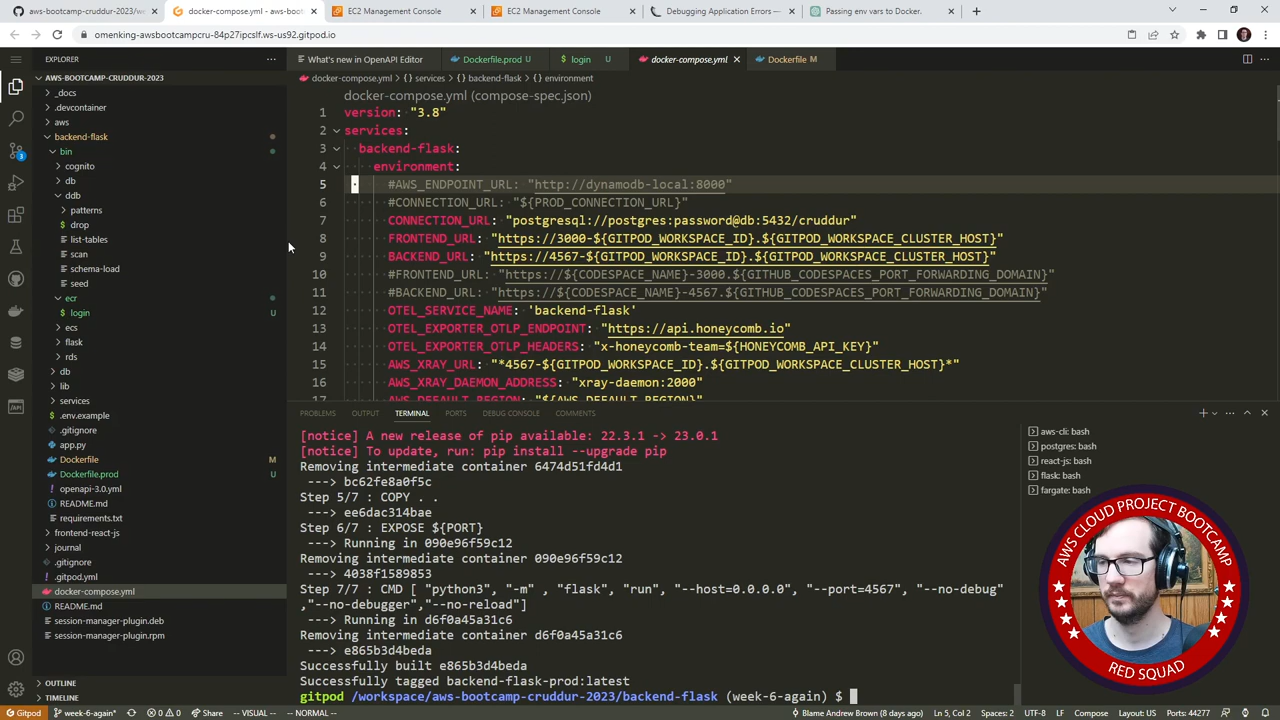 aws-bootcamp-cruddur-2023/we
docker-compose.yml - aws-boot
EC2 Management Console
EC2 Management Console
Debugging Application Errors —
Passing env vars to Docker.
omenking-awsbootcampcru-84p27ipcslf.ws-us92.gitpod.io
EXPLORER
AWS-BOOTCAMP-CRUDDUR-2023
_docs
.devcontainer
aws
backend-flask
bin
cognito
db
ddb
patterns
drop
list-tables
scan
schema-load
seed
ecr
login U
ecs
flask
rds
db
lib
services
.env.example
.gitignore
app.py
Dockerfile M
Dockerfile.prod U
openapi-3.0.yml
README.md
requirements.txt
frontend-react-js
journal
.gitignore
.gitpod.yml
docker-compose.yml
README.md
session-manager-plugin.deb
session-manager-plugin.rpm
OUTLINE
TIMELINE
What's new in OpenAPI Editor
Dockerfile.prod U
$ login U
docker-compose.yml
Dockerfile M
docker-compose.yml > {} services > {} backend-flask > {} environment
docker-compose.yml (compose-spec.json)
1 version: "3.8"
2 services:
3 backend-flask:
4 environment:
5 #AWS_ENDPOINT_URL: "http://dynamodb-local:8000"
6 #CONNECTION_URL: "${PROD_CONNECTION_URL}"
7 CONNECTION_URL: "postgresql://postgres:password@db:5432/cruddur"
8 FRONTEND_URL: "https://3000-${GITPOD_WORKSPACE_ID}.${GITPOD_WORKSPACE_CLUSTER_HOST}"
9 BACKEND_URL: "https://4567-${GITPOD_WORKSPACE_ID}.${GITPOD_WORKSPACE_CLUSTER_HOST}"
10 #FRONTEND_URL: "https://${CODESPACE_NAME}-3000.${GITHUB_CODESPACES_PORT_FORWARDING_DOMAIN}"
11 #BACKEND_URL: "https://${CODESPACE_NAME}-4567.${GITHUB_CODESPACES_PORT_FORWARDING_DOMAIN}"
12 OTEL_SERVICE_NAME: 'backend-flask'
13 OTEL_EXPORTER_OTLP_ENDPOINT: "https://api.honeycomb.io"
14 OTEL_EXPORTER_OTLP_HEADERS: "x-honeycomb-team=${HONEYCOMB_API_KEY}"
15 AWS_XRAY_URL: "*4567-${GITPOD_WORKSPACE_ID}.${GITPOD_WORKSPACE_CLUSTER_HOST}*"
16 AWS_XRAY_DAEMON_ADDRESS: "xray-daemon:2000"
17 AWS_DEFAULT_REGION: "${AWS_DEFAULT_REGION}"
PROBLEMS OUTPUT TERMINAL PORTS DEBUG CONSOLE COMMENTS
[notice] A new release of pip available: 22.3.1 -> 23.0.1
[notice] To update, run: pip install --upgrade pip
Removing intermediate container 6474d51fd4d1
---> bc62fe8a0f5c
Step 5/7 : COPY . .
---> ee6dac314bae
Step 6/7 : EXPOSE ${PORT}
---> Running in 090e96f59c12
Removing intermediate container 090e96f59c12
---> 4038f1589853
Step 7/7 : CMD [ "python3", "-m" , "flask", "run", "--host=0.0.0.0", "--port=4567", "--no-debug"
,"--no-debugger","--no-reload"]
---> Running in d6f0a45a31c6
Removing intermediate container d6f0a45a31c6
---> e865b3d4beda
Successfully built e865b3d4beda
Successfully tagged backend-flask-prod:latest
gitpod /workspace/aws-bootcamp-cruddur-2023/backend-flask (week-6-again) $
aws-cli: bash
postgres: bash
react-js: bash
flask: bash
fargate: bash
AWS CLOUD PROJECT BOOTCAMP
RED SQUAD
Gitpod
week-6-again*
0 0
Share
-- VISUAL --
-- NORMAL --
Blame Andrew Brown (8 days ago)
Ln 5, Col 2
Spaces: 2
UTF-8
LF
Compose
Layout: US
Ports: 44277